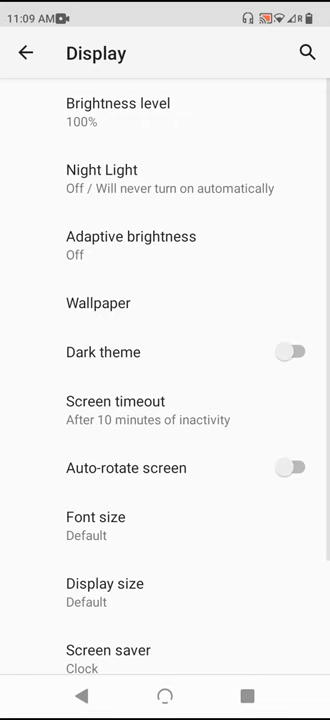 11:09 AM
R
Display
Brightness level
100%
Night Light
Off / Will never turn on automatically
Adaptive brightness
Off
Wallpaper
Dark theme
Screen timeout
After 10 minutes of inactivity
Auto-rotate screen
Font size
Default
Display size
Default
Screen saver
Clock